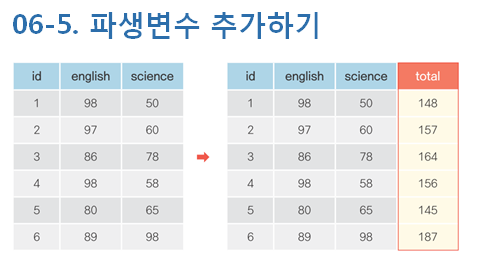 06-5. 파생변수 추가하기
id english science id english science total
1 98 50 1 98 50 148
2 97 60 2 97 60 157
3 86 78 3 86 78 164
4 98 58 4 98 58 156
5 80 65 5 80 65 145
6 89 98 6 89 98 187